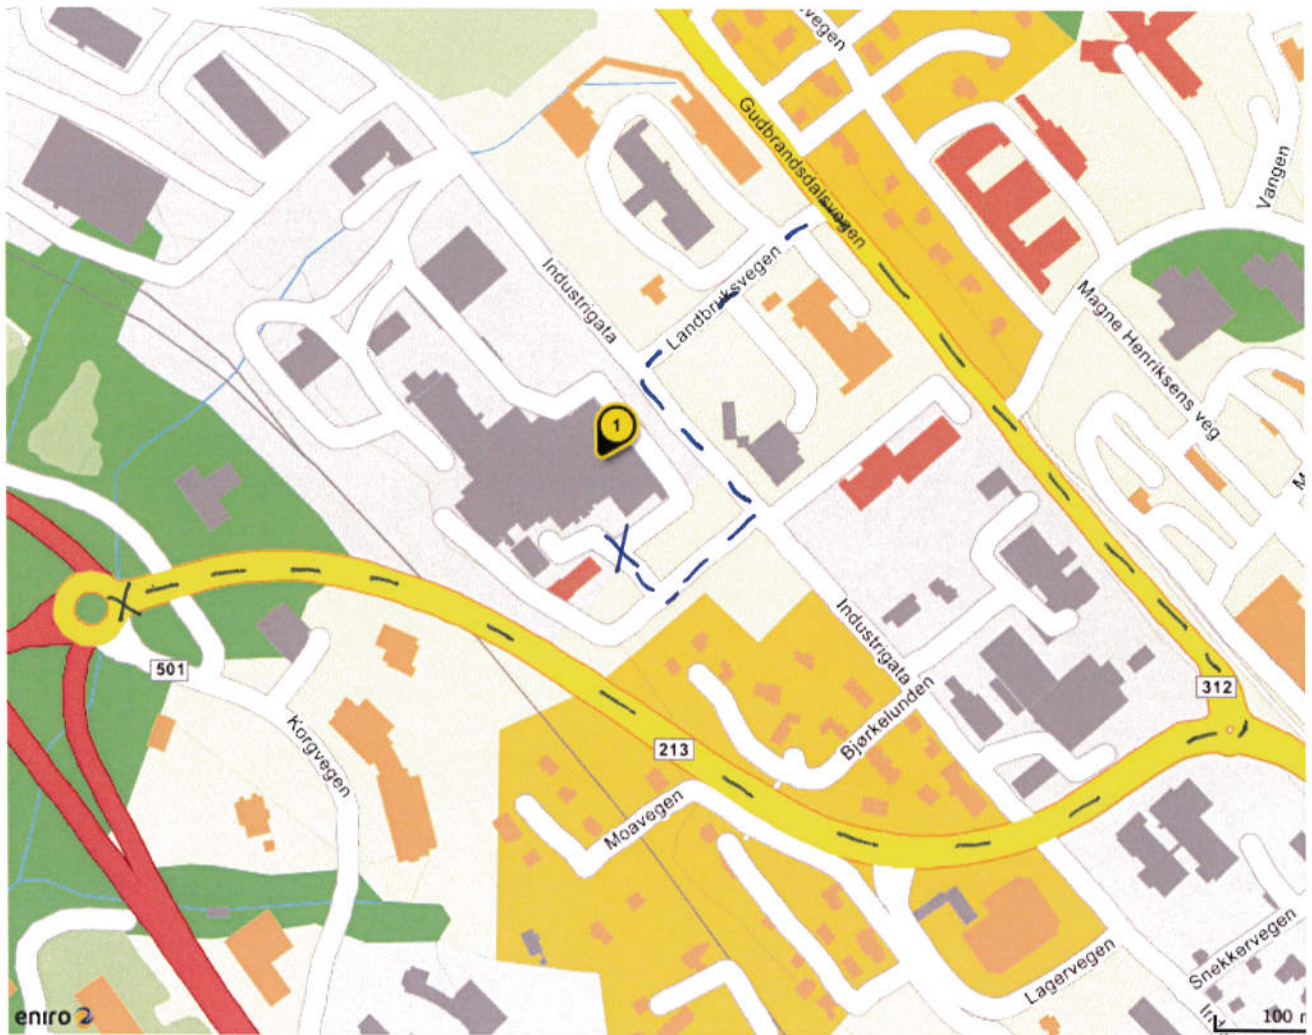 vegen
Gudbrandsdalsvegen
Vangen
Industrigata
Landbruksvegen
Magne Henriksens veg
1
M
501
Industrigata
312
Bjørkelunden
Korgvegen
213
Moavegen
Snekkervegen
Lagervegen
eniro
100